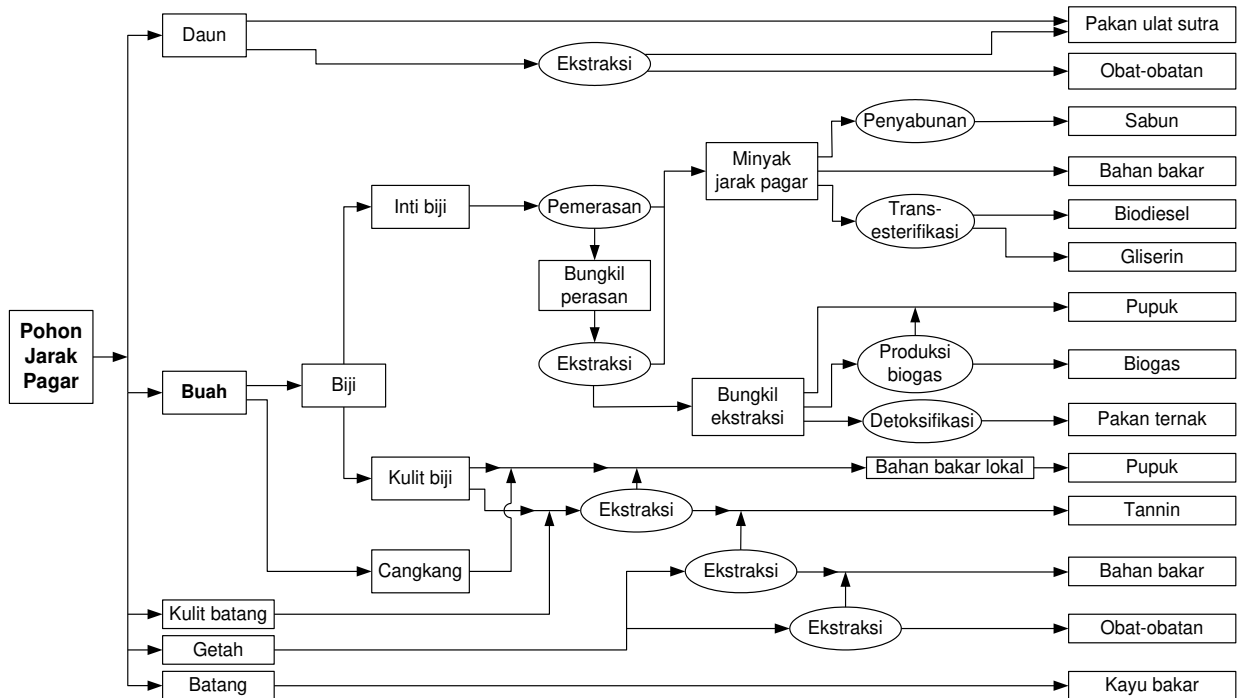 Daun
Pakan ulat sutra
Ekstraksi
Obat-obatan
Penyabunan
Sabun
Minyak
jarak pagar
Bahan bakar
Inti biji
Pemerasan
Trans-
esterifikasi
Biodiesel
Gliserin
Bungkil
perasan
Pohon
Jarak
Pagar
Pupuk
Ekstraksi
Produksi
biogas
Biogas
Buah
Biji
Bungkil
ekstraksi
Detoksifikasi
Pakan ternak
Kulit biji
Bahan bakar lokal
Pupuk
Ekstraksi
Tannin
Cangkang
Ekstraksi
Bahan bakar
Kulit batang
Ekstraksi
Obat-obatan
Getah
Batang
Kayu bakar